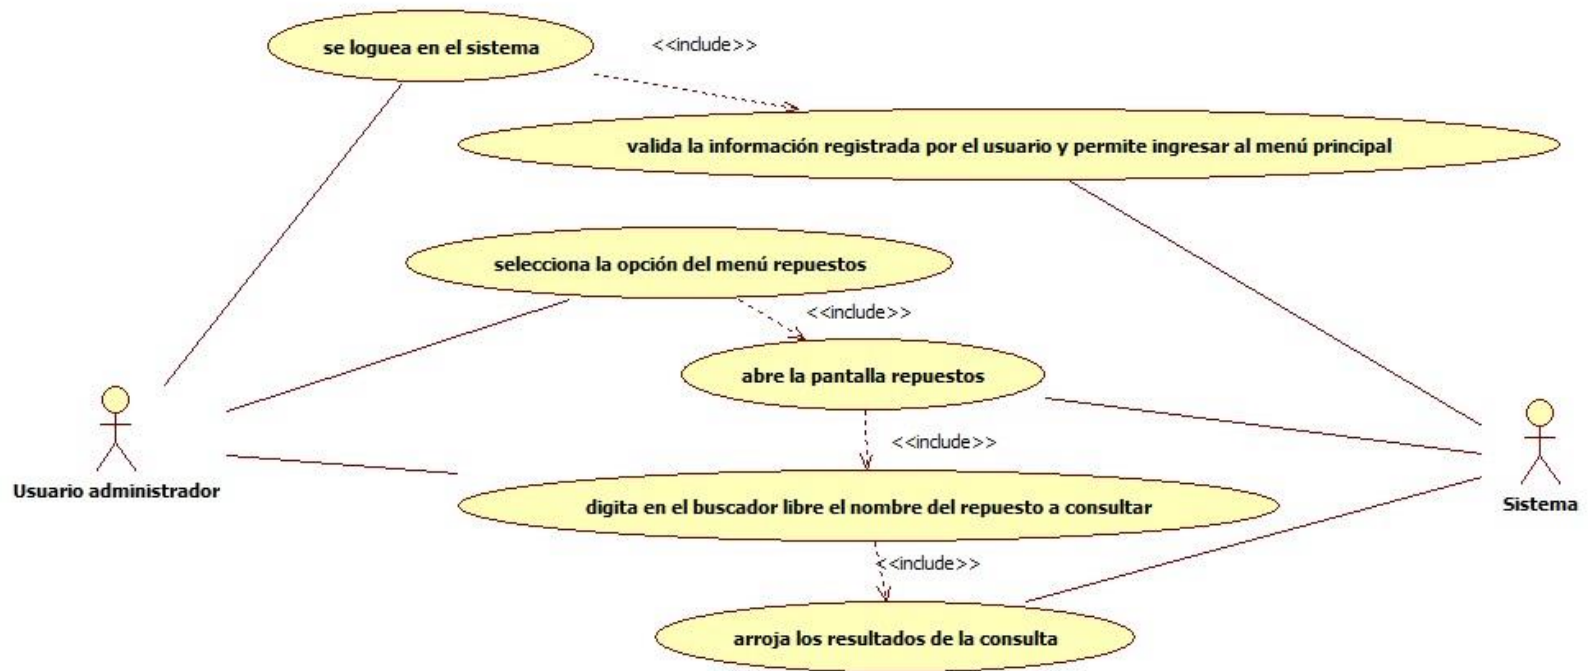 se loguea en el sistema
<<include>>
valida la información registrada por el usuario y permite ingresar al menú principal
selecciona la opción del menú repuestos
<<include>>
abre la pantalla repuestos
<<include>>
Usuario administrador
digita en el buscador libre el nombre del repuesto a consultar
Sistema
<<include>>
arroja los resultados de la consulta